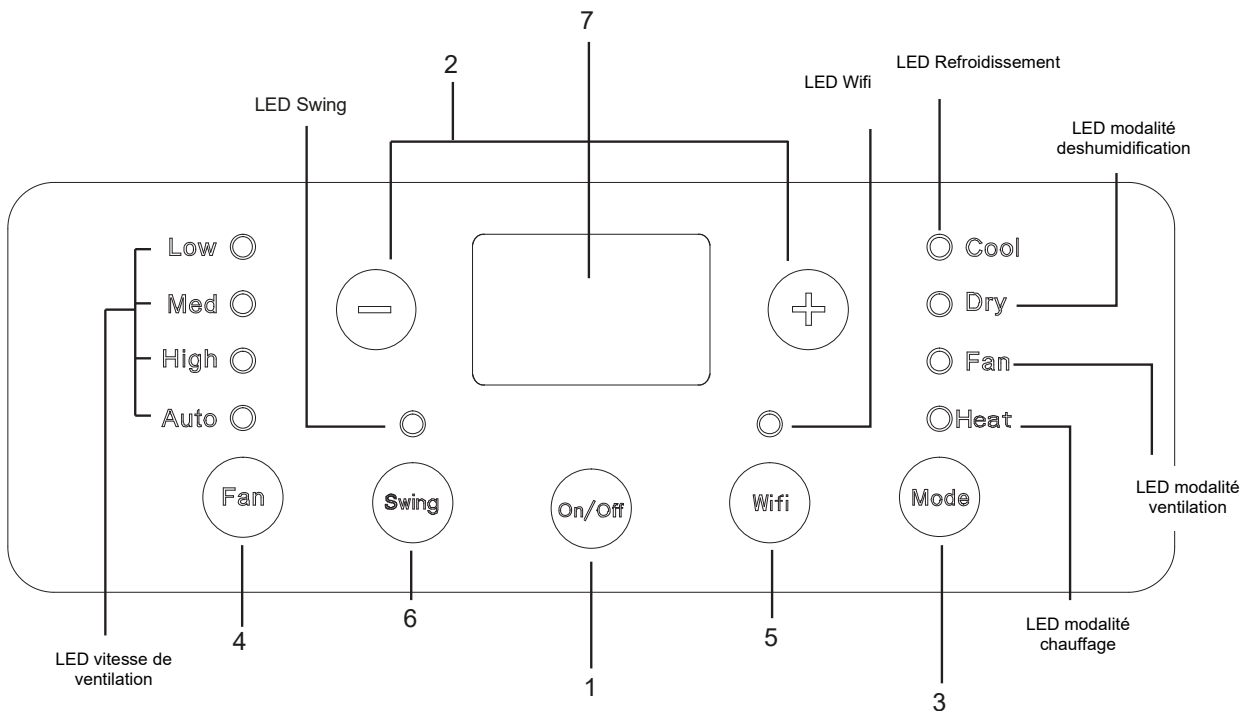 7
2
LED Refroidissement
LED Wifi
LED Swing
LED modalité
deshumidification
Low
Cool
Med
Dry
High
Fan
Auto
Heat
Fan
Swing
On/Off
Wifi
Mode
LED modalité
ventilation
4
6
1
5
3
LED modalité
chauffage
LED vitesse de
ventilation